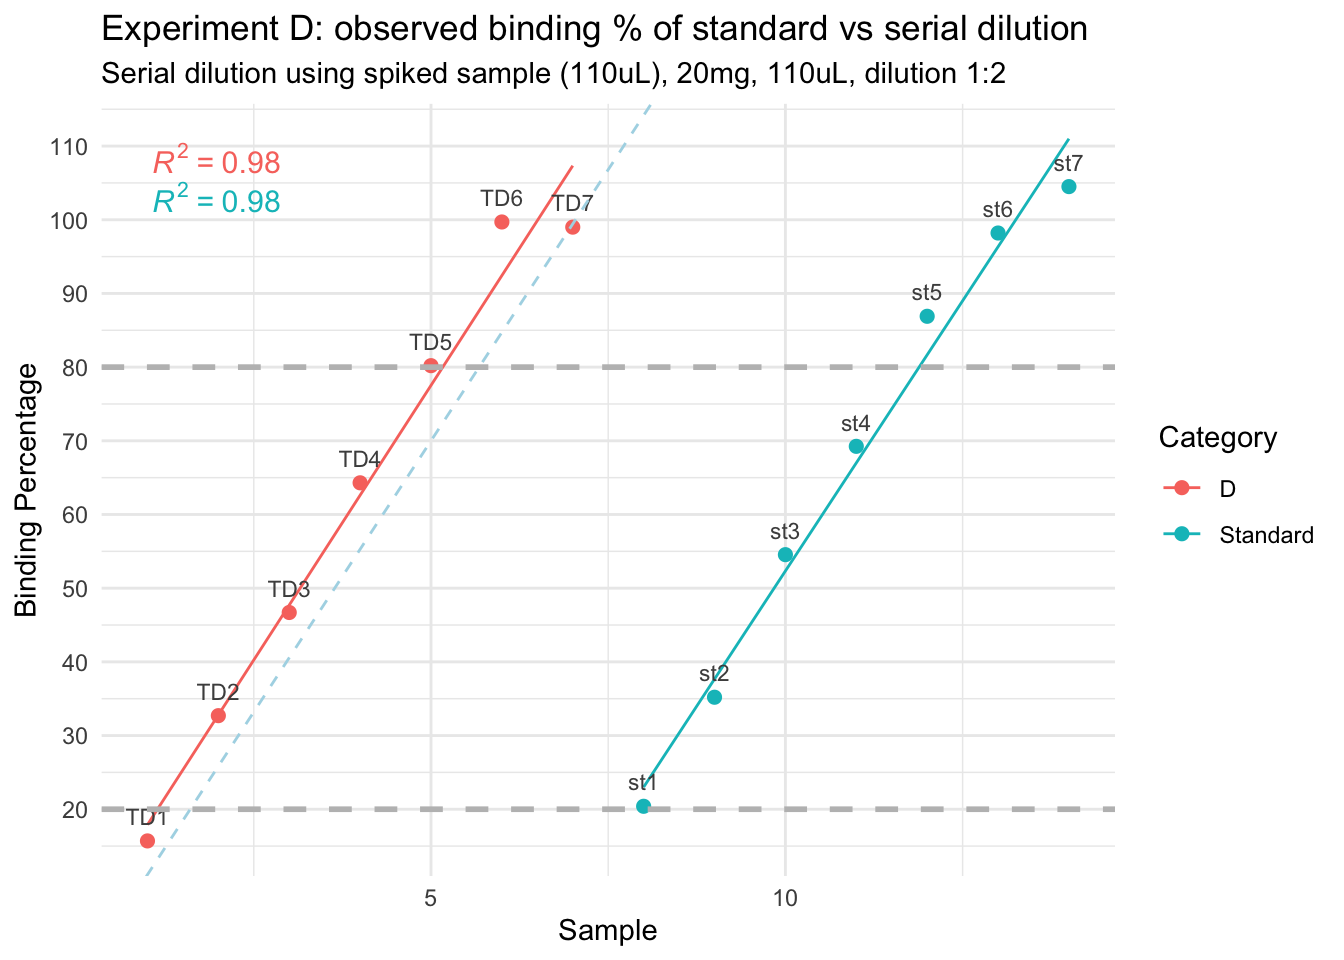 Experiment D: observed binding % of standard vs serial dilution
Serial dilution using spiked sample (110uL), 20mg, 110uL, dilution 1:2
110
100
90
80
70
60
50
40
30
20
Binding Percentage
R² = 0.98
R² = 0.98
TD1
TD2
TD3
TD4
TD5
TD6
TD7
st1
st2
st3
st4
st5
st6
st7
5
10
Sample
Category
D
Standard